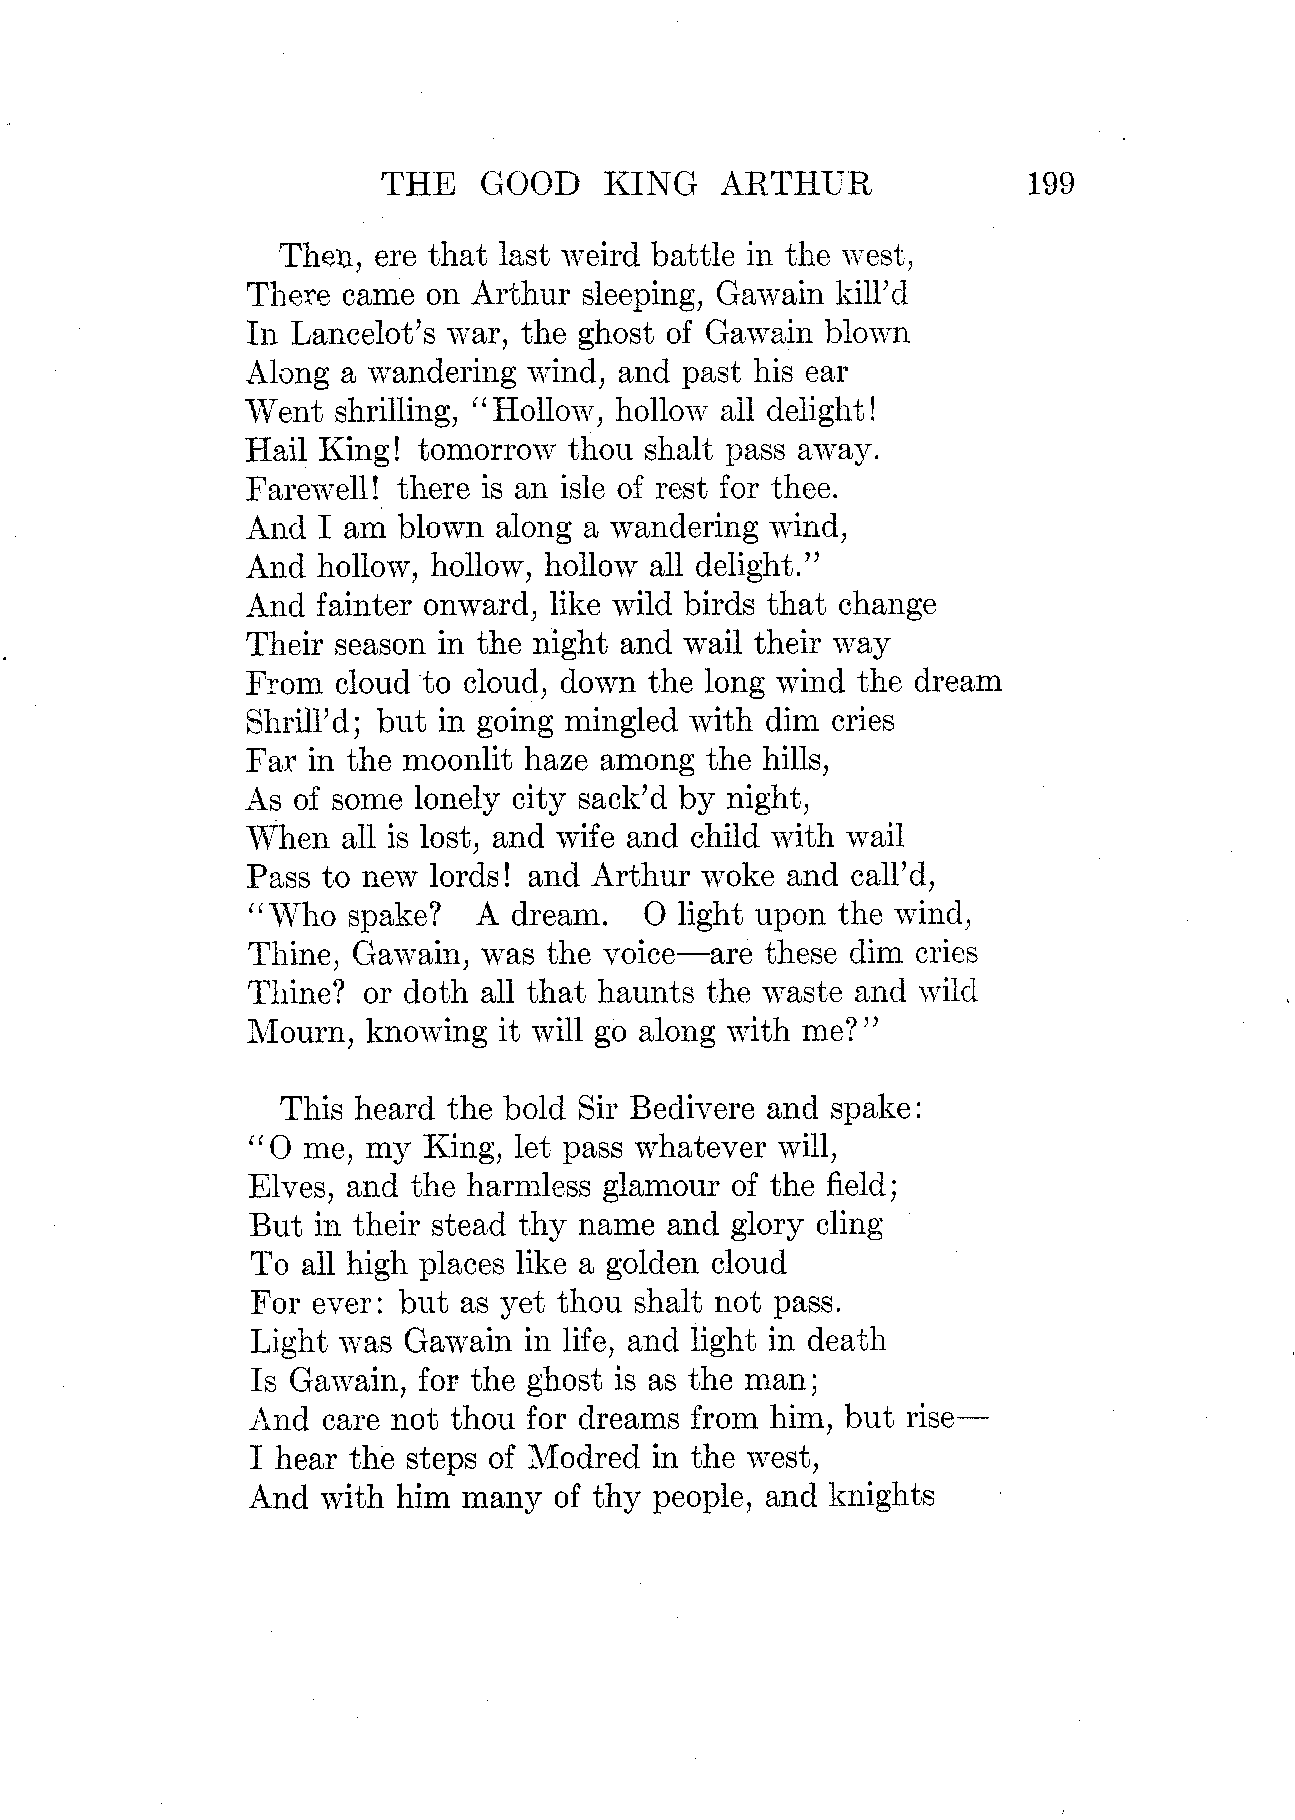 THE GOOD KING ARTHUR 199
Then, ere that last weird battle in the west,
There came on Arthur sleeping, Gawain kill'd
In Lancelot's war, the ghost of Gawain blown
Along a wandering wind, and past his ear
Went shrilling, "Hollow, hollow all delight!
Hail King! tomorrow thou shalt pass away.
Farewell! there is an isle of rest for thee.
And I am blown along a wandering wind,
And hollow, hollow, hollow all delight."
And fainter onward, like wild birds that change
Their season in the night and wail their way
From cloud to cloud, down the long wind the dream
Shrill'd; but in going mingled with dim cries
Far in the moonlit haze among the hills,
As of some lonely city sack'd by night,
When all is lost, and wife and child with wail
Pass to new lords! and Arthur woke and call'd,
"Who spake? A dream. O light upon the wind,
Thine, Gawain, was the voice—are these dim cries
Thine? or doth all that haunts the waste and wild
Mourn, knowing it will go along with me?"
This heard the bold Sir Bedivere and spake:
"O me, my King, let pass whatever will,
Elves, and the harmless glamour of the field;
But in their stead thy name and glory cling
To all high places like a golden cloud
For ever: but as yet thou shalt not pass.
Light was Gawain in life, and light in death
Is Gawain, for the ghost is as the man;
And care not thou for dreams from him, but rise—
I hear the steps of Modred in the west,
And with him many of thy people, and knights